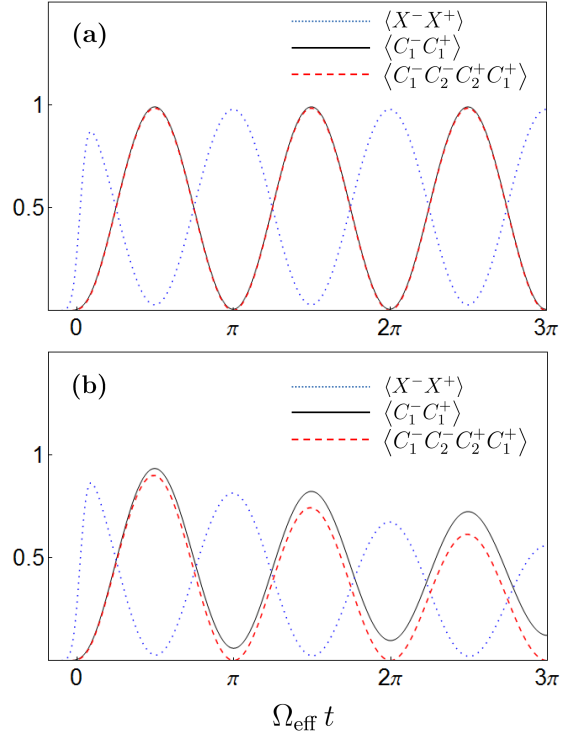 (a)
⟨X⁻X⁺⟩
⟨C₁⁻C₁⁺⟩
⟨C₁⁻C₂⁻C₂⁺C₁⁺⟩
1
0.5
0 π 2π 3π
(b)
⟨X⁻X⁺⟩
⟨C₁⁻C₁⁺⟩
⟨C₁⁻C₂⁻C₂⁺C₁⁺⟩
1
0.5
0 π 2π 3π
Ω_eff t